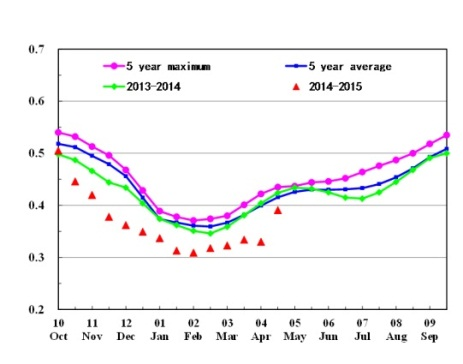 0.7
5 year maximum
5 year average
2013-2014
2014-2015
0.6
0.5
0.4
0.3
0.2
10 11 12 01 02 03 04 05 06 07 08 09
Oct Nov Dec Jan Feb Mar Apr May Jun Jul Aug Sep